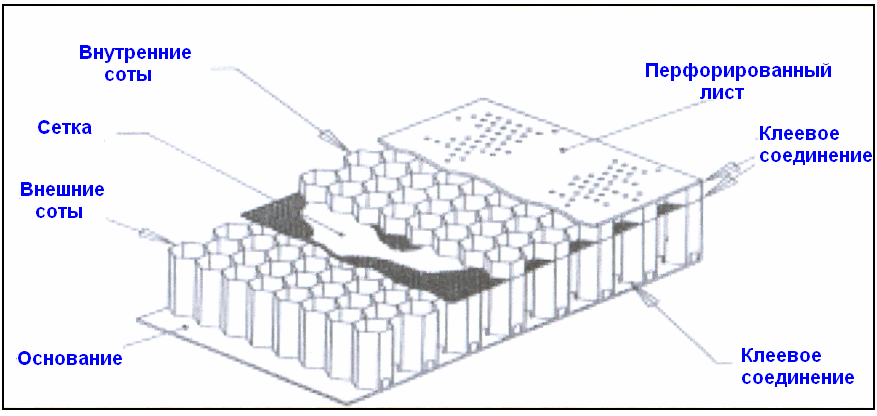 Внутренние
соты
Перфорированный
лист
Сетка
Клеевое
соединение
Внешние
соты
Основание
Клеевое
соединение